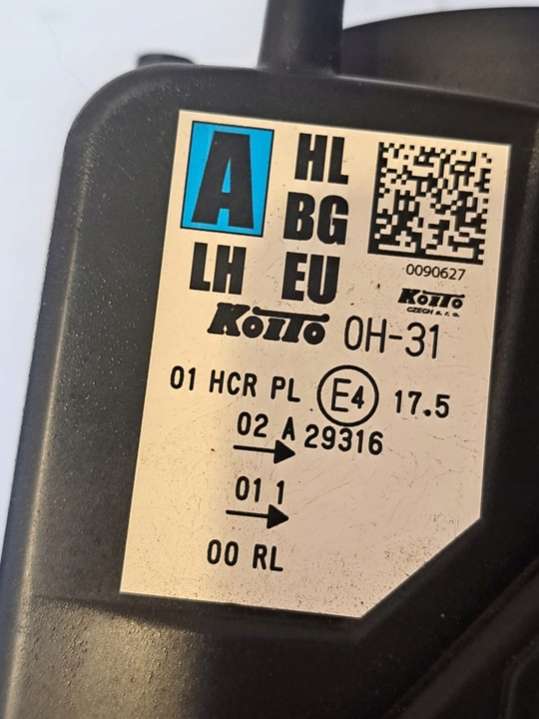 A HL
BG
LH EU
0090627
KOITO
CZECH s. r. o.
KOITO 0H-31
01 HCR PL E4 17.5
02 A 29316
01 1
00 RL